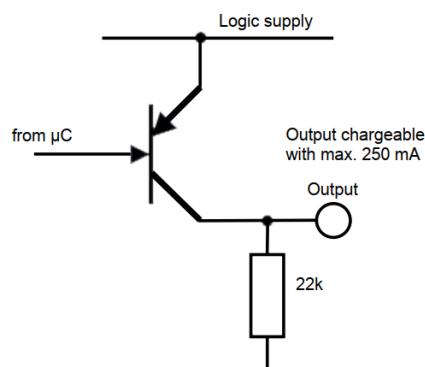 Logic supply
from µC
Output chargeable
with max. 250 mA
Output
22k